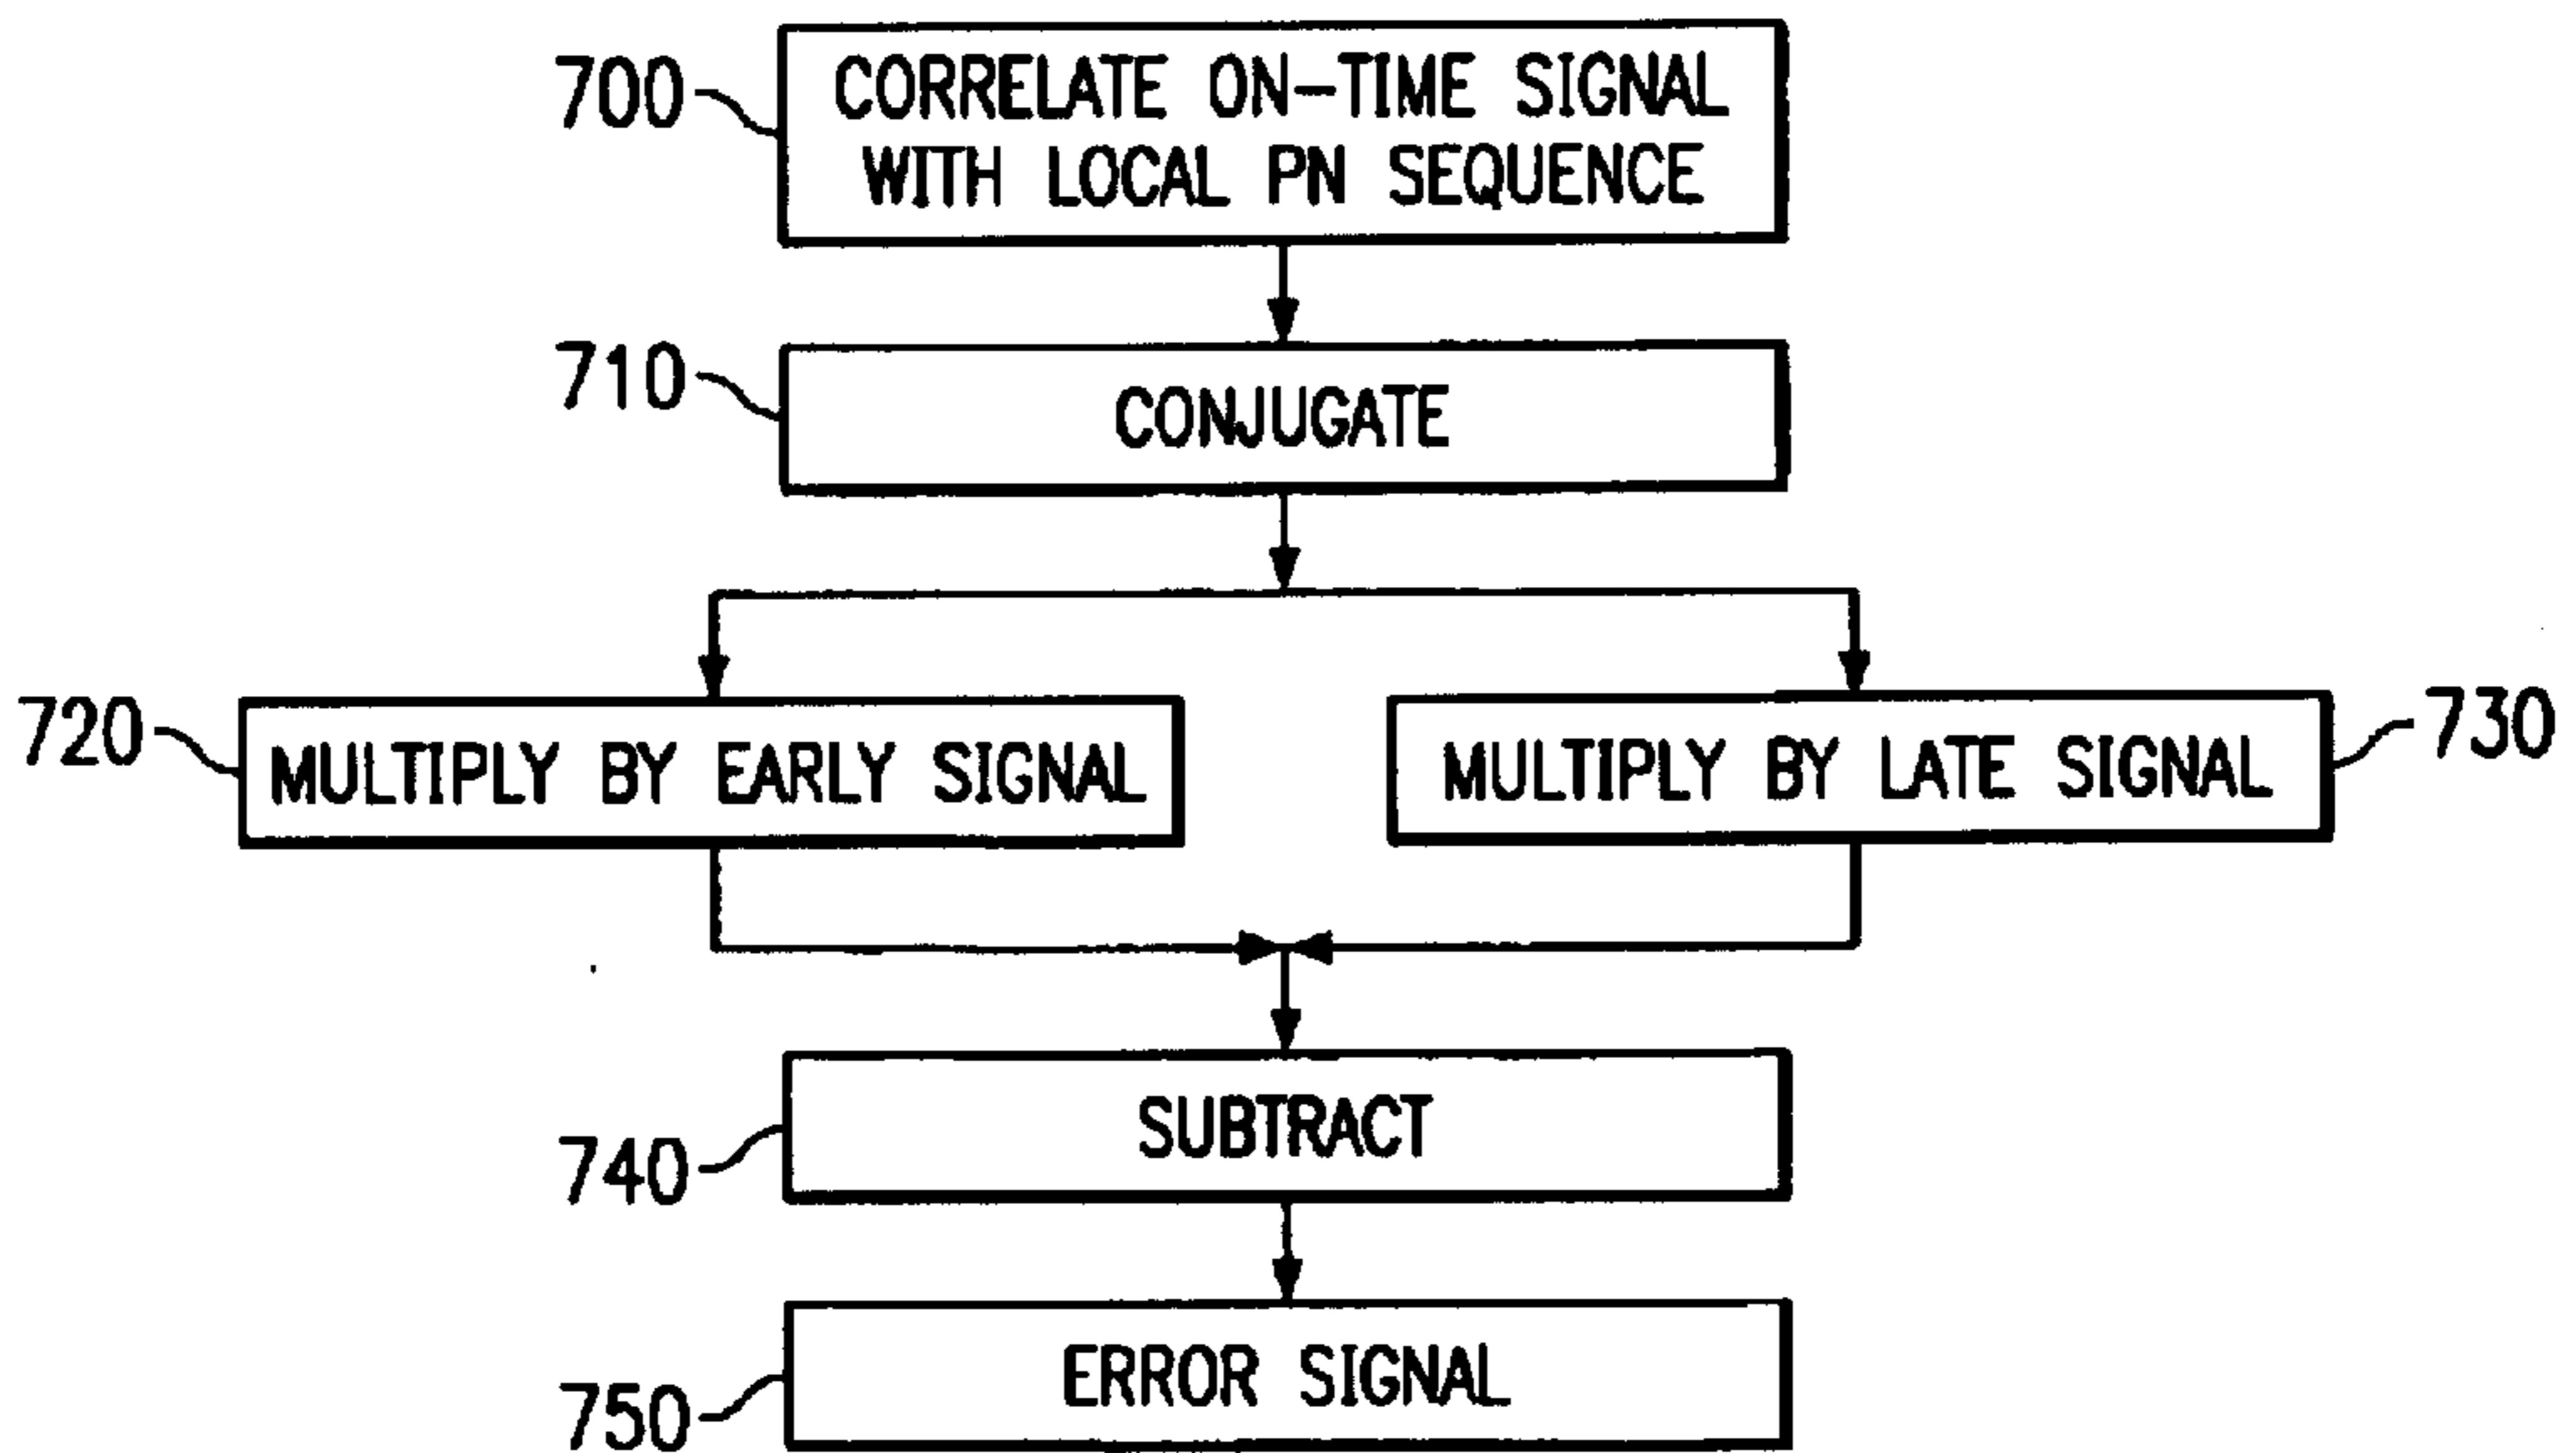 700
CORRELATE ON-TIME SIGNAL
WITH LOCAL PN SEQUENCE
710
CONJUGATE
720
MULTIPLY BY EARLY SIGNAL
MULTIPLY BY LATE SIGNAL
730
740
SUBTRACT
750
ERROR SIGNAL